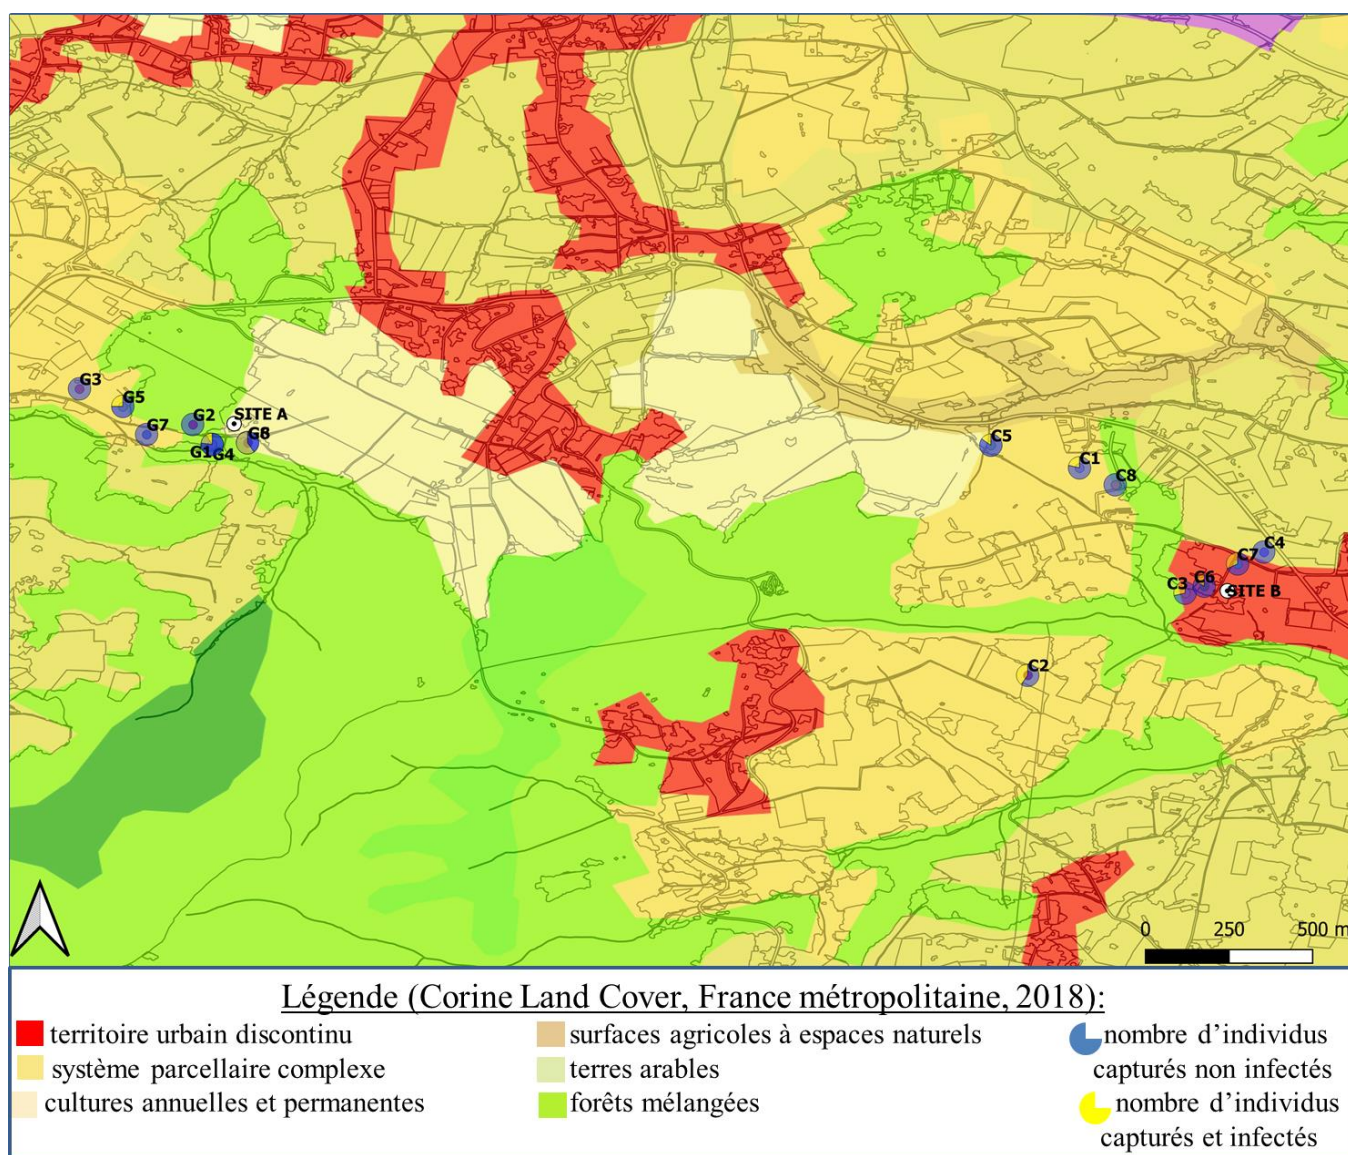 G3
G5
G7
G2
SITE A
G1
G4
G8
C5
C1
C8
C4
C7
C6
C3
SITE B
C2
0 250 500 m
Légende (Corine Land Cover, France métropolitaine, 2018):
territoire urbain discontinu
système parcellaire complexe
cultures annuelles et permanentes
surfaces agricoles à espaces naturels
terres arables
forêts mélangées
nombre d’individus
capturés non infectés
nombre d’individus
capturés et infectés